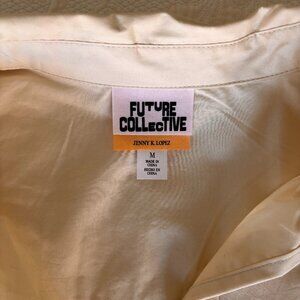 FUTURE
COLLECTIVE
JENNY K. LOPEZ
M
MADE IN
CHINA
HECHO EN
CHINA